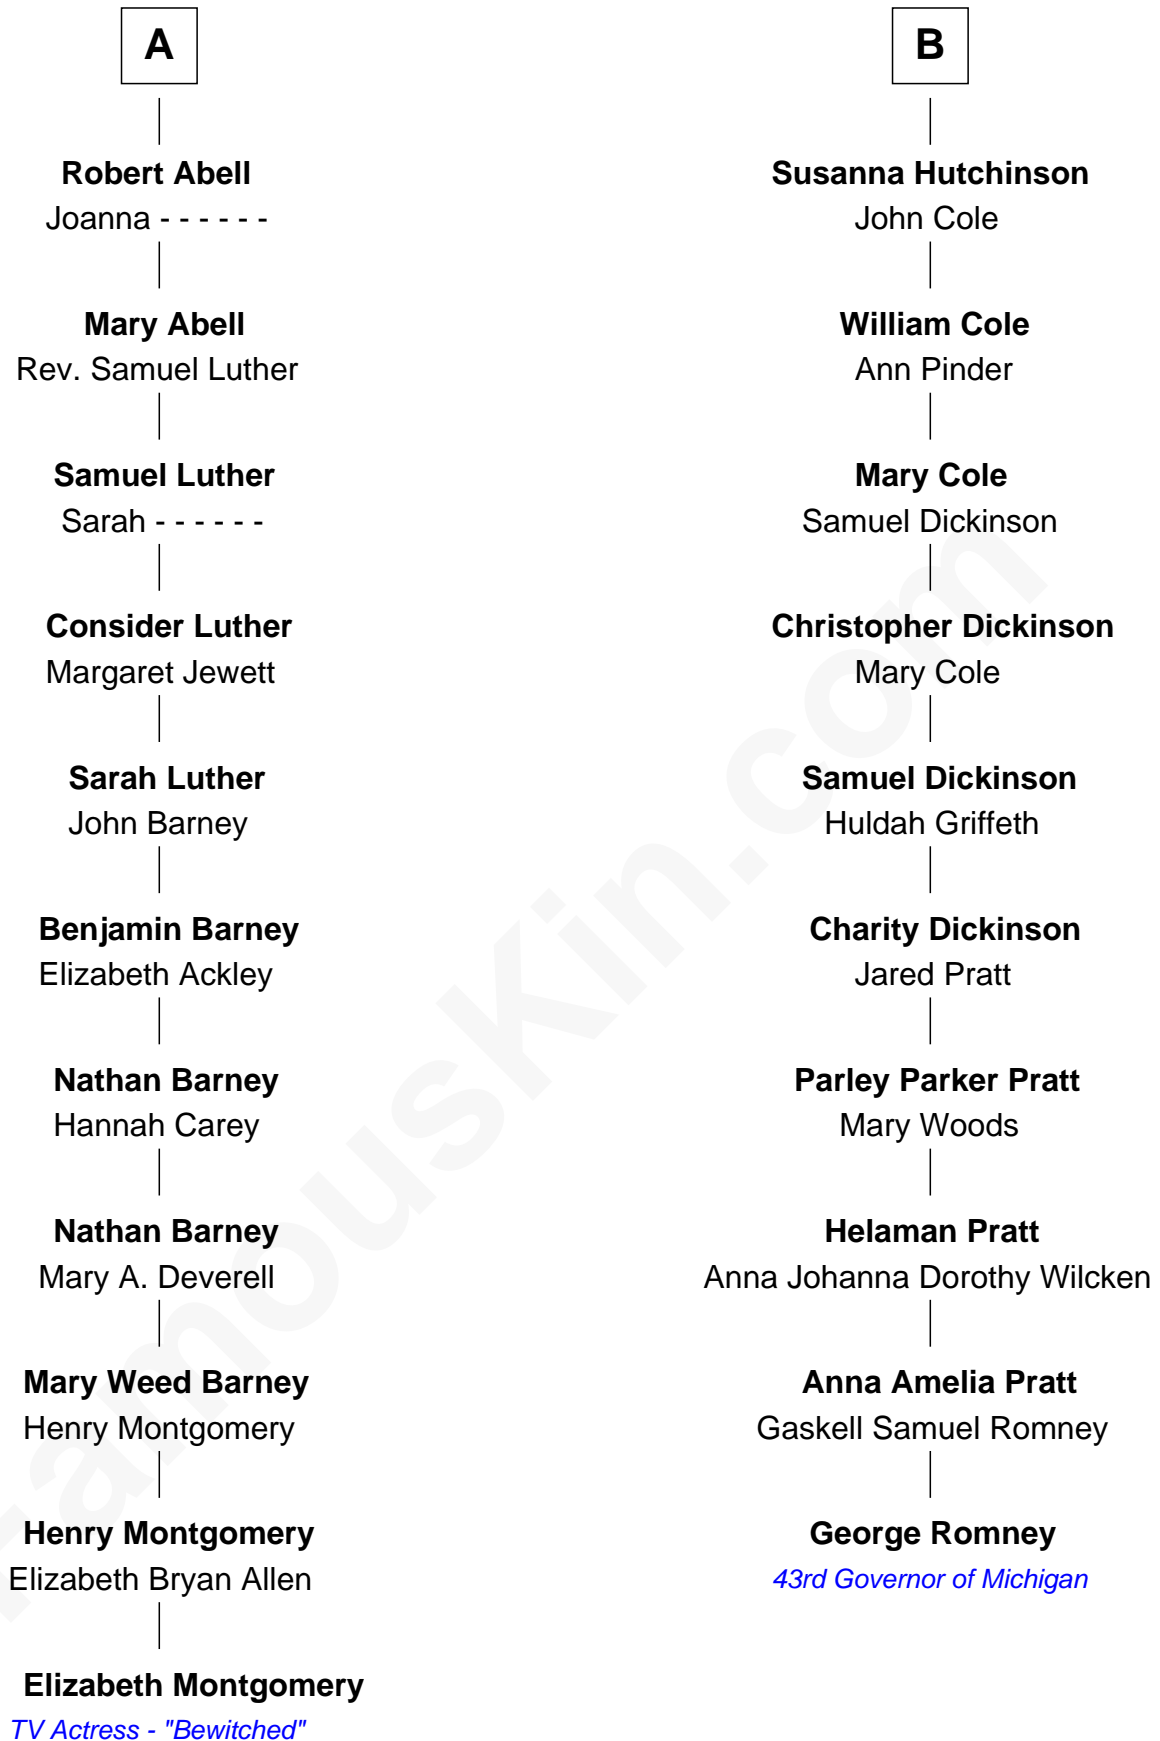 A
Robert Abell
Joanna - - - - - -
Mary Abell
Rev. Samuel Luther
Samuel Luther
Sarah - - - - - -
Consider Luther
Margaret Jewett
Sarah Luther
John Barney
Benjamin Barney
Elizabeth Ackley
Nathan Barney
Hannah Carey
Nathan Barney
Mary A. Deverell
Mary Weed Barney
Henry Montgomery
Henry Montgomery
Elizabeth Bryan Allen
Elizabeth Montgomery
TV Actress - "Bewitched"
B
Susanna Hutchinson
John Cole
William Cole
Ann Pinder
Mary Cole
Samuel Dickinson
Christopher Dickinson
Mary Cole
Samuel Dickinson
Huldah Griffeth
Charity Dickinson
Jared Pratt
Parley Parker Pratt
Mary Woods
Helaman Pratt
Anna Johanna Dorothy Wilcken
Anna Amelia Pratt
Gaskell Samuel Romney
George Romney
43rd Governor of Michigan
FamousKin.com